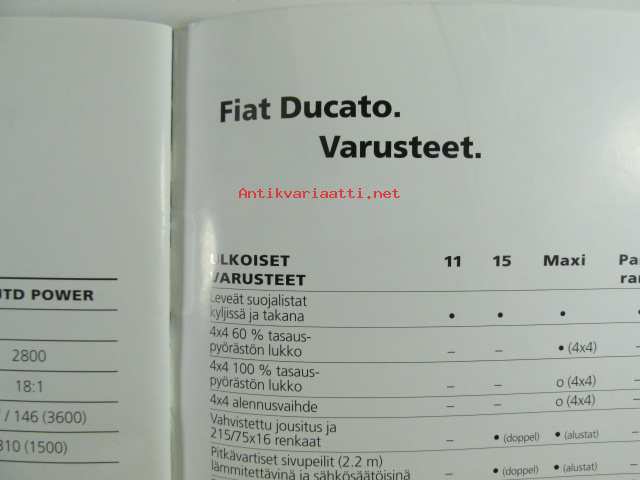 Fiat Ducato.
Varusteet.
Antikvariaatti.net
JTD POWER
2800
18:1
/ 146 (3600)
310 (1500)
ULKOISET
VARUSTEET 11 15 Maxi
Leveät suojalistat
kyljissä ja takana • • •
4x4 60 % tasaus-
pyörästön lukko – – • (4x4) –
4x4 100 % tasaus-
pyörästön lukko – – o (4x4) –
4x4 alennusvaihde – – o (4x4) –
Vahvistettu jousitus ja
215/75x16 renkaat – • (doppel) • (alustat) –
Pitkävartiset sivupeilit (2.2 m)
lämmitettävinä ja sähkösäätöisinä – • (doppel) • (alustat) –